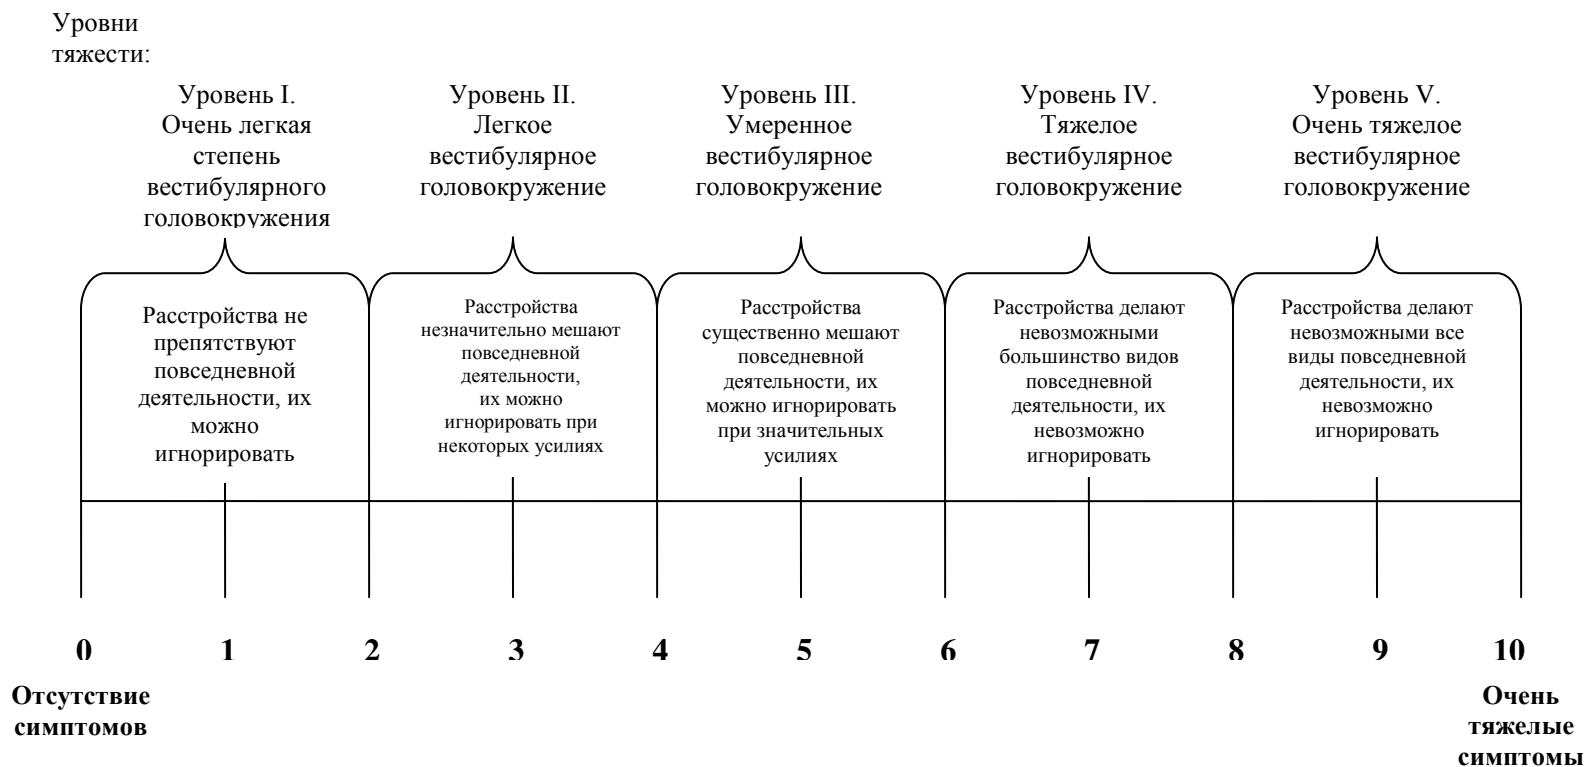 Уровни
тяжести:
Уровень I.
Очень легкая
степень
вестибулярного
головокружения
Уровень II.
Легкое
вестибулярное
головокружение
Уровень III.
Умеренное
вестибулярное
головокружение
Уровень IV.
Тяжелое
вестибулярное
головокружение
Уровень V.
Очень тяжелое
вестибулярное
головокружение
Расстройства не
препятствуют
повседневной
деятельности, их
можно
игнорировать
Расстройства
незначительно мешают
повседневной
деятельности,
их можно
игнорировать при
некоторых усилиях
Расстройства
существенно мешают
повседневной
деятельности, их
можно игнорировать
при значительных
усилиях
Расстройства делают
невозможными
большинство видов
повседневной
деятельности, их
невозможно
игнорировать
Расстройства делают
невозможными все
виды повседневной
деятельности, их
невозможно
игнорировать
0 1 2 3 4 5 6 7 8 9 10
Отсутствие
симптомов
Очень
тяжелые
симптомы